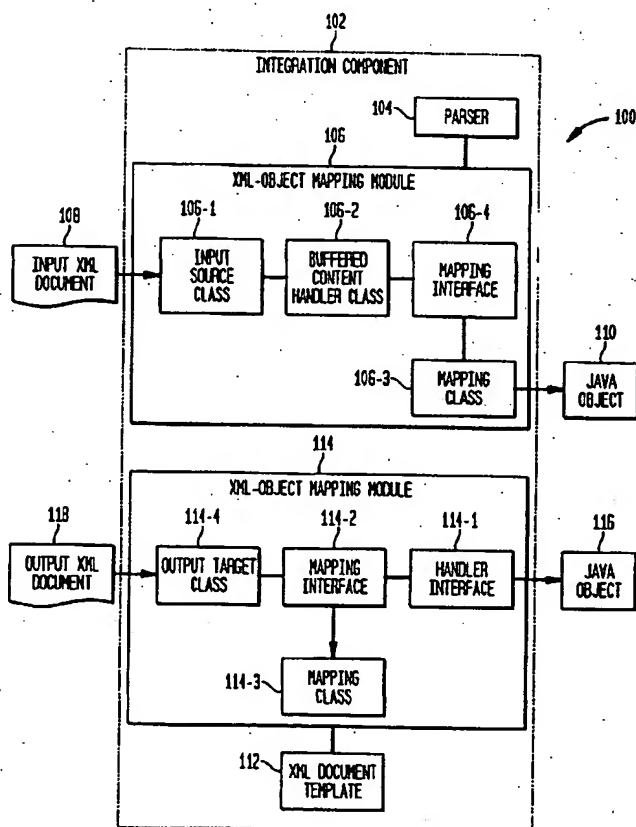 102
INTEGRATION COMPONENT
104
PARSER
100
106
XML-OBJECT MAPPING MODULE
108
106-1
106-2
106-4
INPUT XML
DOCUMENT
INPUT
SOURCE
CLASS
BUFFERED
CONTENT
HANDLER CLASS
MAPPING
INTERFACE
110
106-3
MAPPING
CLASS
JAVA
OBJECT
114
XML-OBJECT MAPPING MODULE
118
114-4
114-2
114-1
116
OUTPUT XML
DOCUMENT
OUTPUT TARGET
CLASS
MAPPING
INTERFACE
HANDLER
INTERFACE
JAVA
OBJECT
114-3
MAPPING
CLASS
112
XML DOCUMENT
TEMPLATE